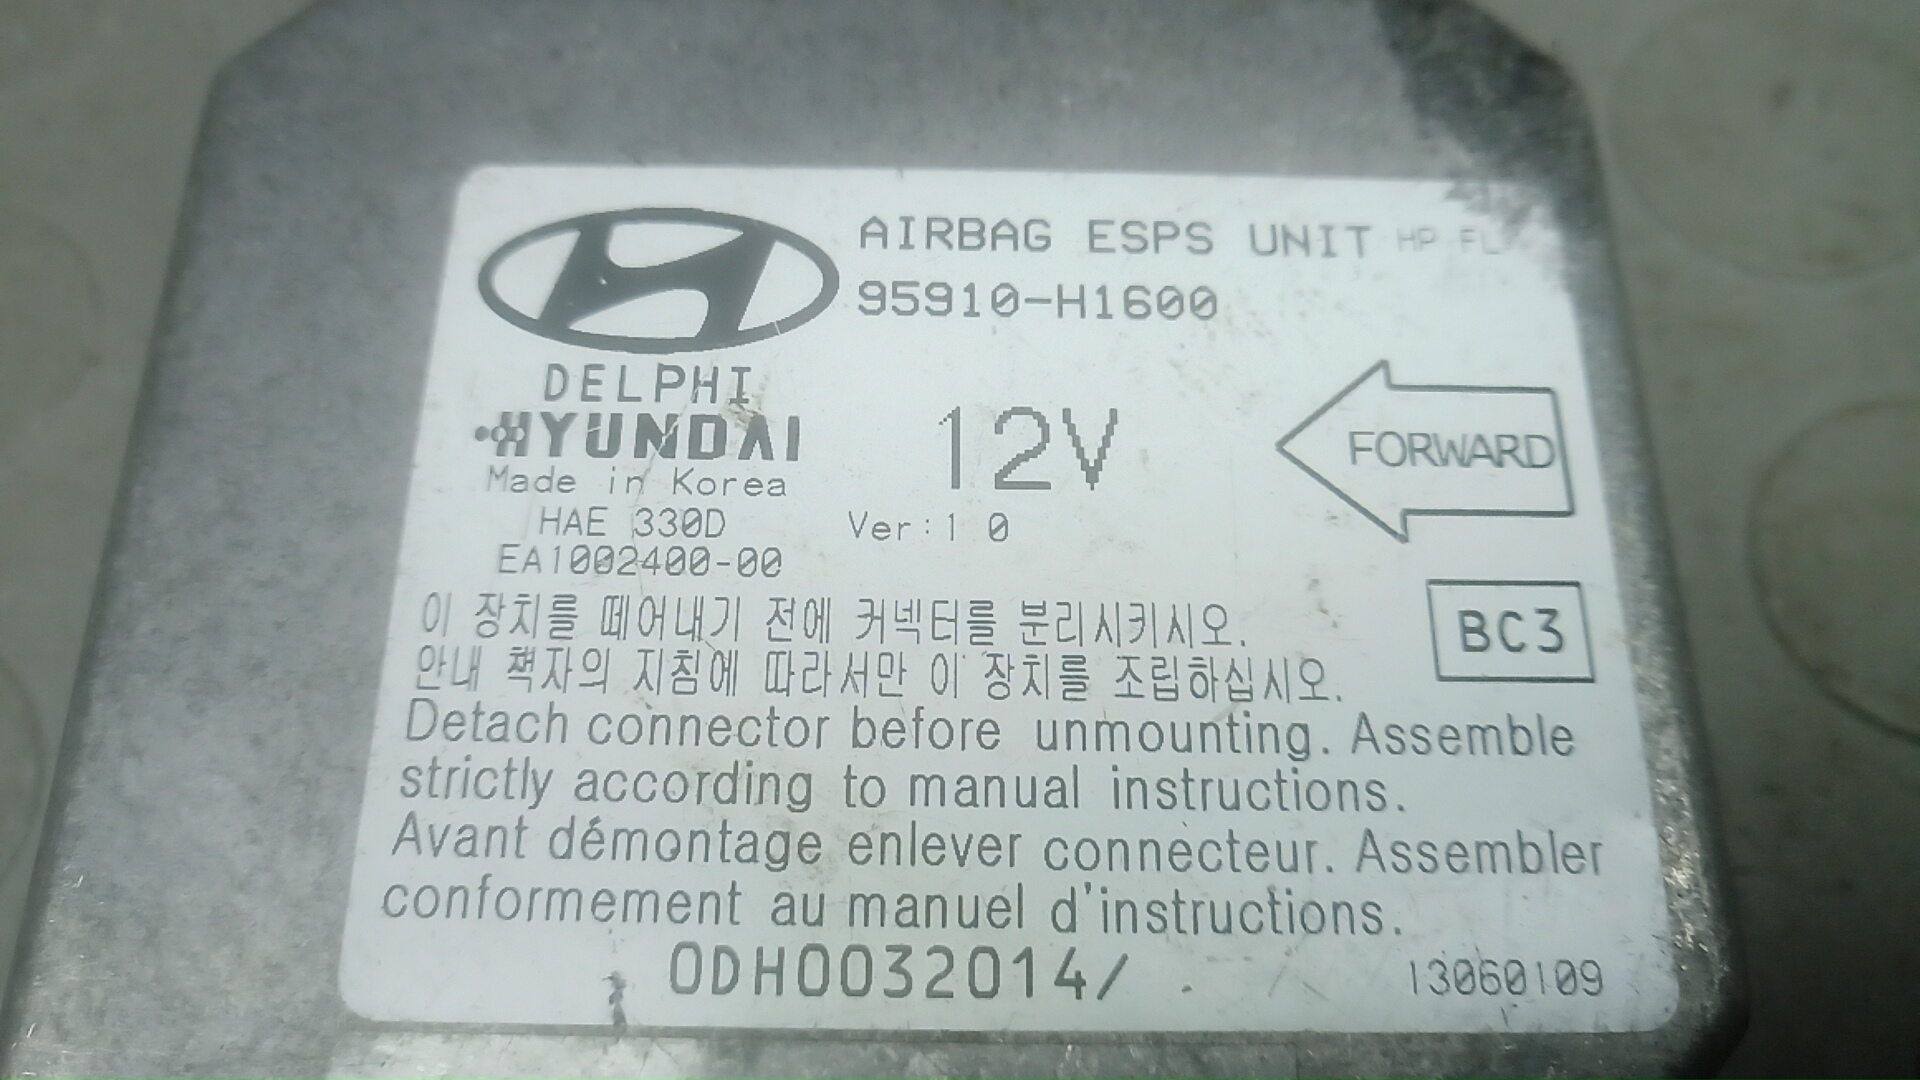 AIRBAG ESPS UNIT HP FL
95910-H1600
DELPHI
HYUNDAI
Made in Korea
12V
FORWARD
HAE 330D
Ver:1 0
EA1002400-00
BC3
이 장치를 떼어내기 전에 커넥터를 분리시키시오.
안내 책자의 지침에 따라서만 이 장치를 조립하십시오.
Detach connector before unmounting. Assemble
strictly according to manual instructions.
Avant démontage enlever connecteur. Assembler
conformement au manuel d'instructions.
0DH0032014/
13060109